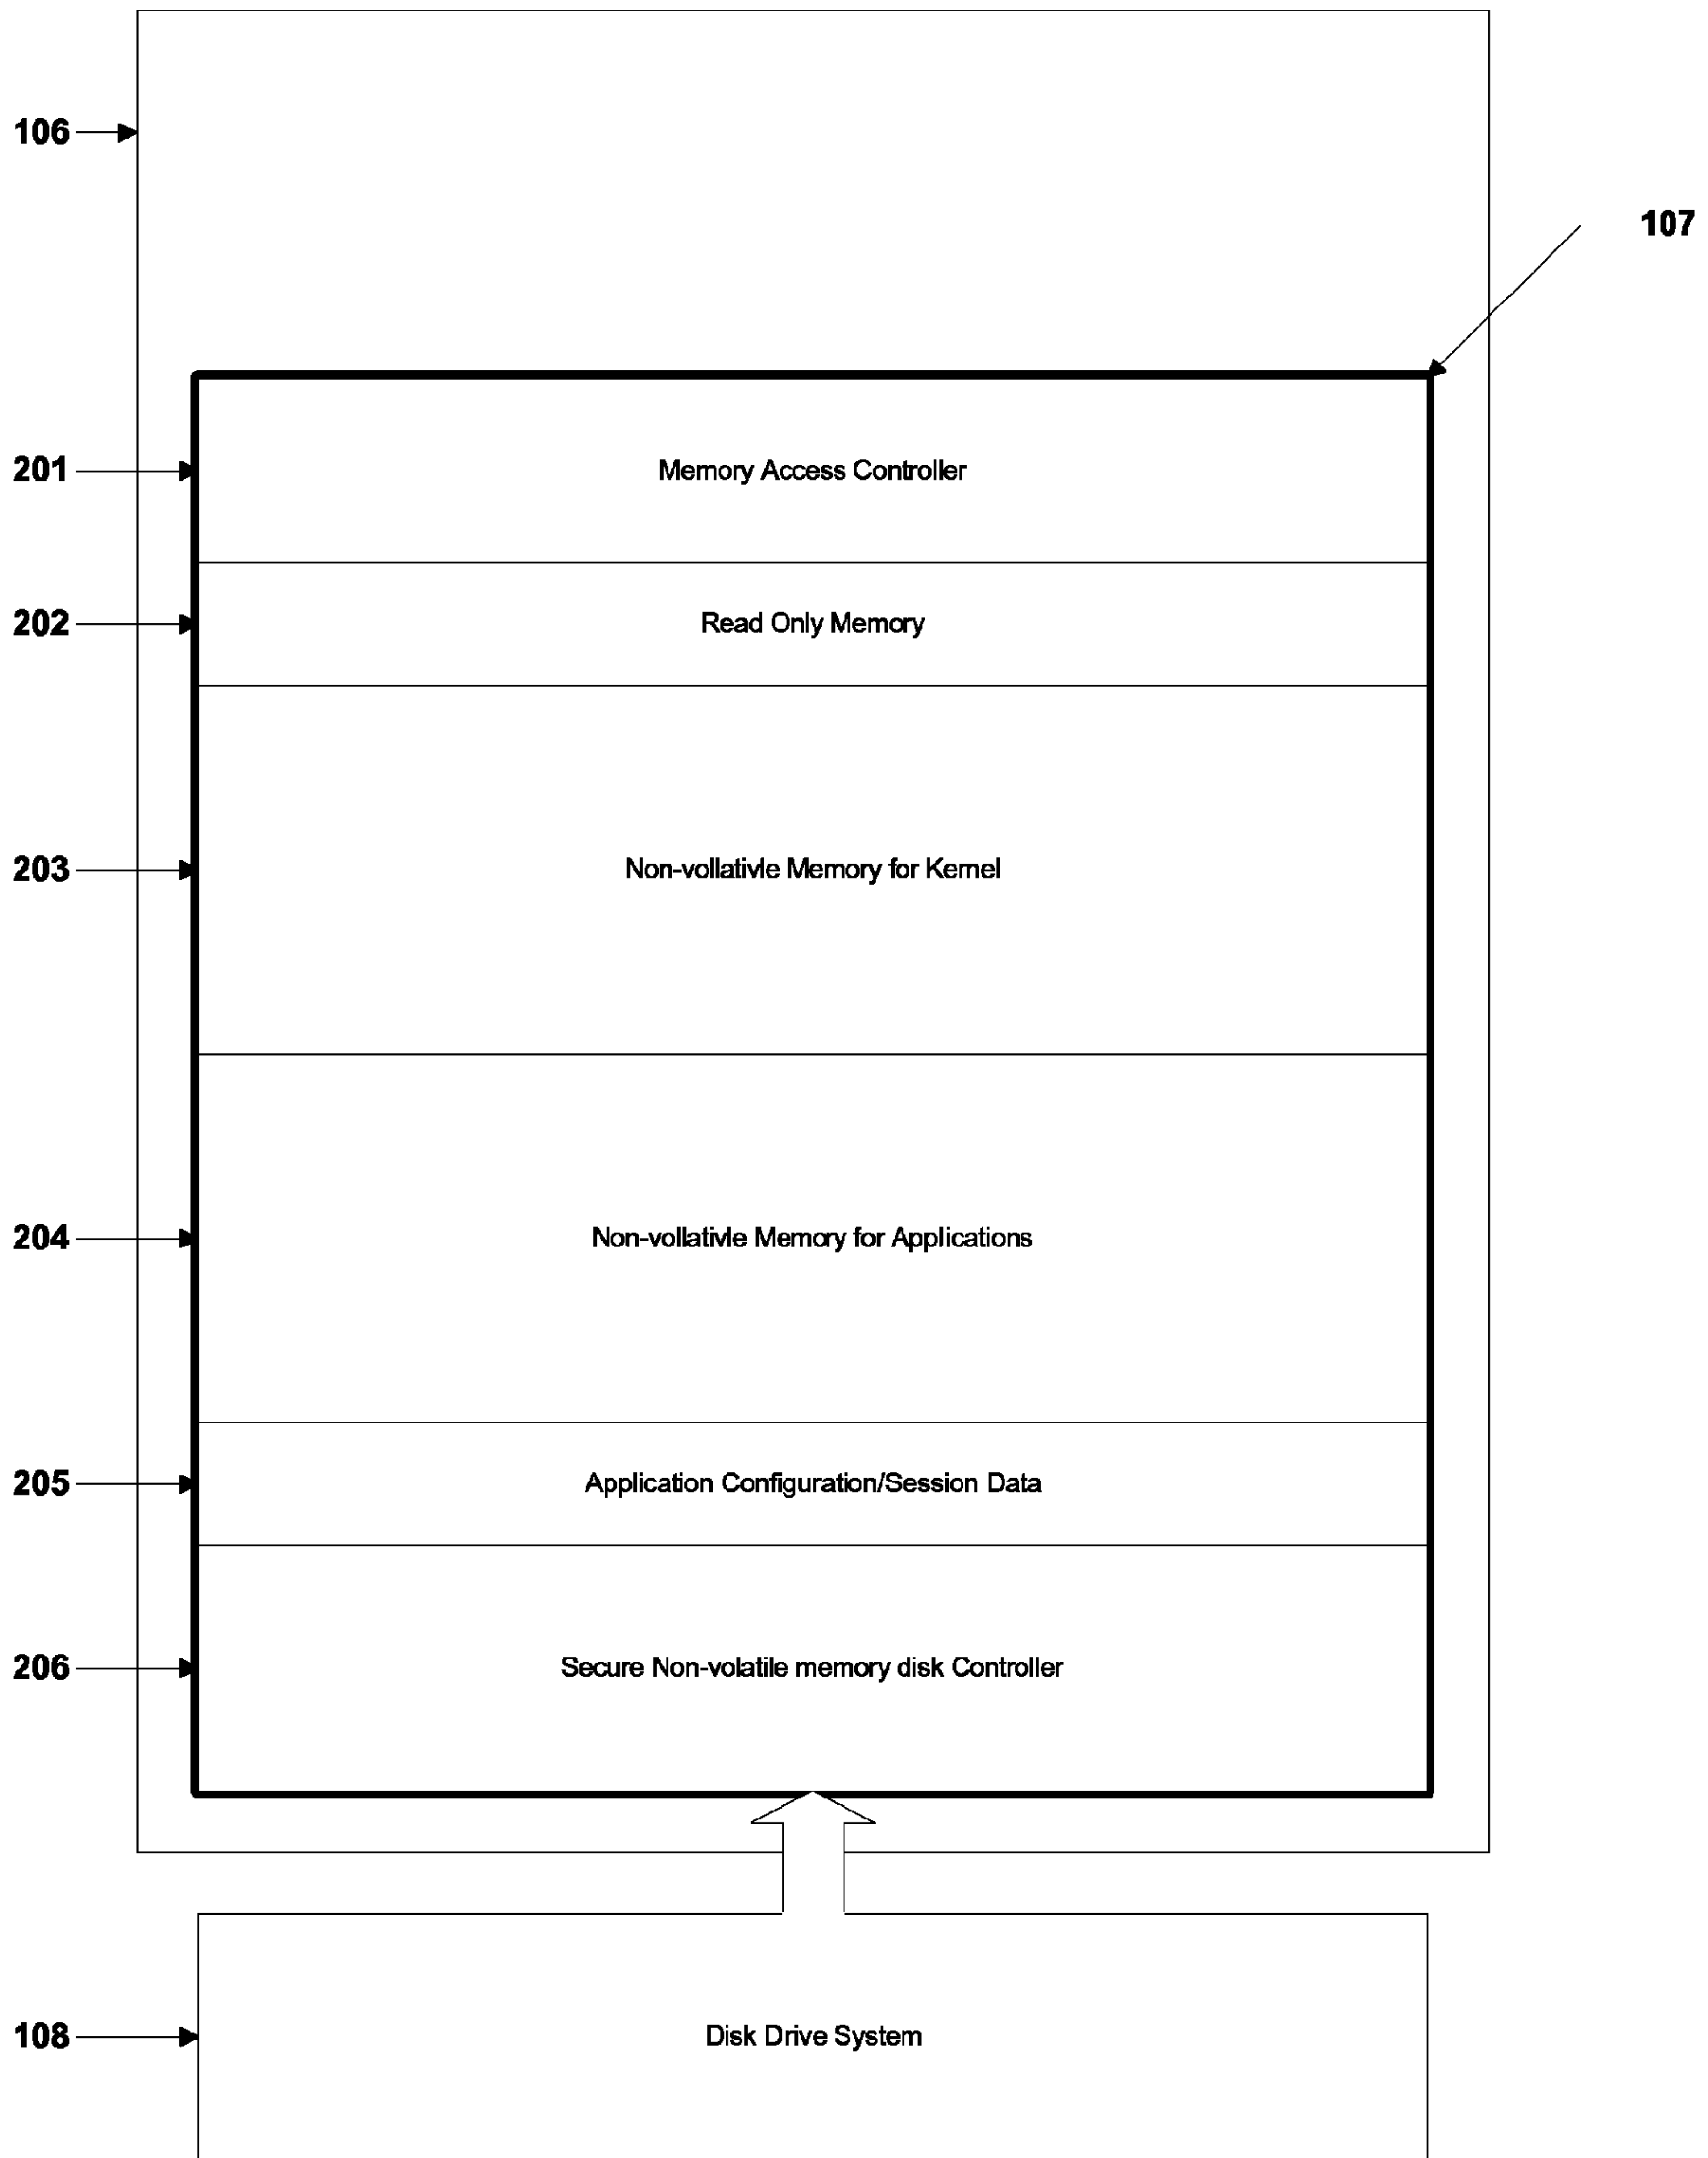 106
107
201
Memory Access Controller
202
Read Only Memory
203
Non-vollativle Memory for Kernel
204
Non-vollativle Memory for Applications
205
Application Configuration/Session Data
206
Secure Non-volatile memory disk Controller
108
Disk Drive System